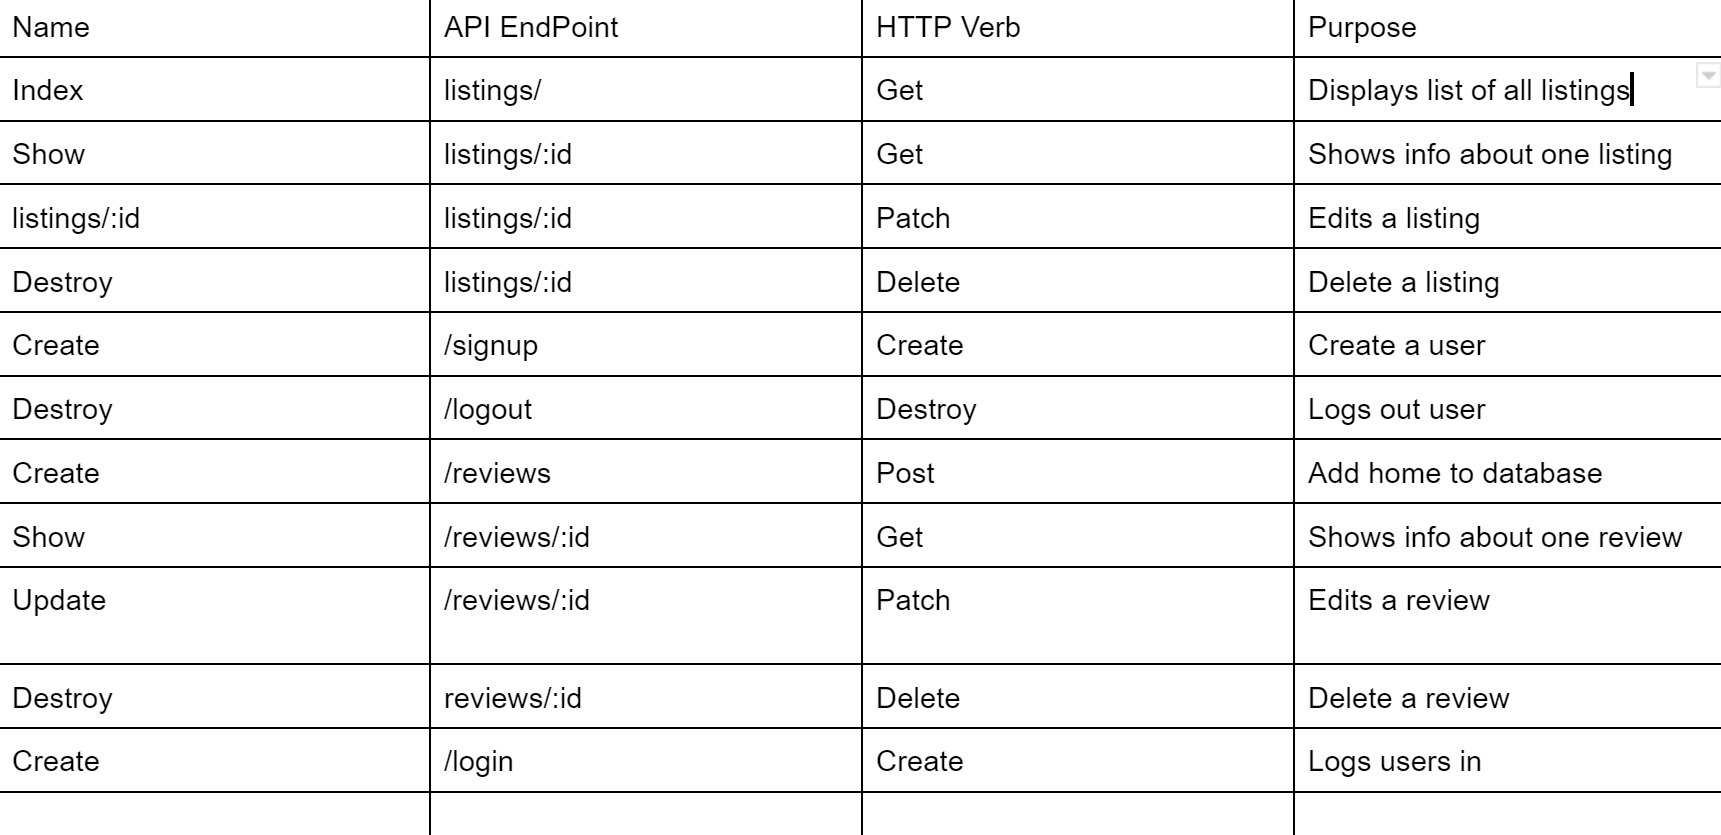 Name API EndPoint HTTP Verb Purpose
Index listings/ Get Displays list of all listings
Show listings/:id Get Shows info about one listing
listings/:id listings/:id Patch Edits a listing
Destroy listings/:id Delete Delete a listing
Create /signup Create Create a user
Destroy /logout Destroy Logs out user
Create /reviews Post Add home to database
Show /reviews/:id Get Shows info about one review
Update /reviews/:id Patch Edits a review
Destroy reviews/:id Delete Delete a review
Create /login Create Logs users in